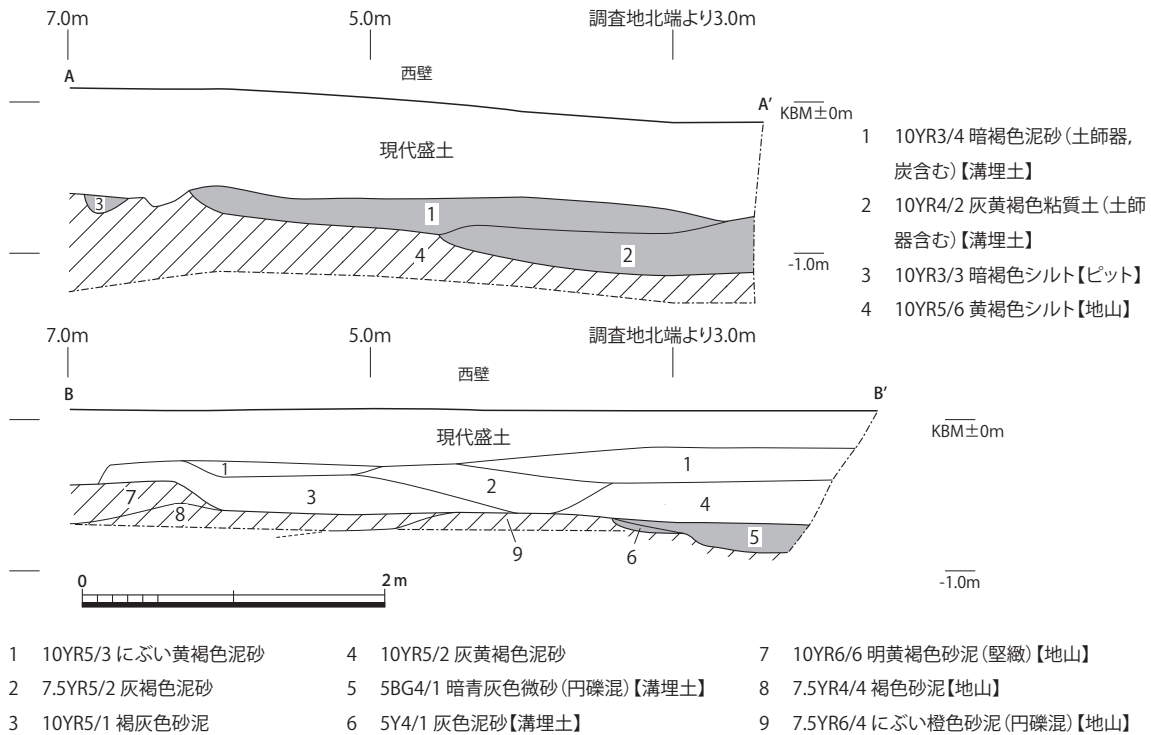 7.0m 5.0m 調査地北端より3.0m
西壁
A
A′
KBM±0m
現代盛土
3
1
2
4
-1.0m
1 10YR3/4 暗褐色泥砂(土師器,
炭含む)【溝埋土】
2 10YR4/2 灰黄褐色粘質土(土師
器含む)【溝埋土】
3 10YR3/3 暗褐色シルト【ピット】
4 10YR5/6 黄褐色シルト【地山】
7.0m 5.0m 調査地北端より3.0m
西壁
B B′
KBM±0m
現代盛土
1 1
2
7 3 4
8
5
9 6
-1.0m
0 2 m
1 10YR5/3 にぶい黄褐色泥砂
2 7.5YR5/2 灰褐色泥砂
3 10YR5/1 褐灰色砂泥
4 10YR5/2 灰黄褐色泥砂
5 5BG4/1 暗青灰色微砂(円礫混)【溝埋土】
6 5Y4/1 灰色泥砂【溝埋土】
7 10YR6/6 明黄褐色砂泥(堅緻)【地山】
8 7.5YR4/4 褐色砂泥【地山】
9 7.5YR6/4 にぶい橙色砂泥(円礫混)【地山】